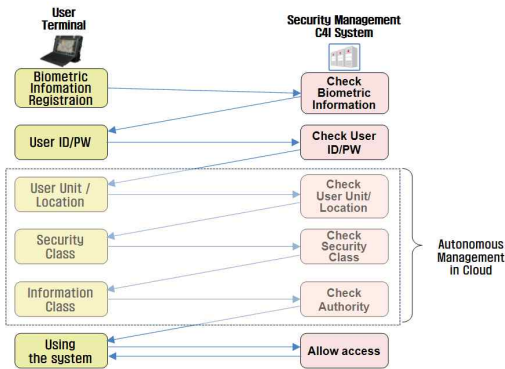 User
Terminal
Security Management
C4I System
Biometric
Infomation
Registraion
Check
Biometric
Information
User ID/PW
Check User
ID/PW
User Unit /
Location
Check
User Unit/
Location
Security
Class
Check
Security
Class
Information
Class
Check
Authority
Autonomous
Management
in Cloud
Using
the system
Allow access